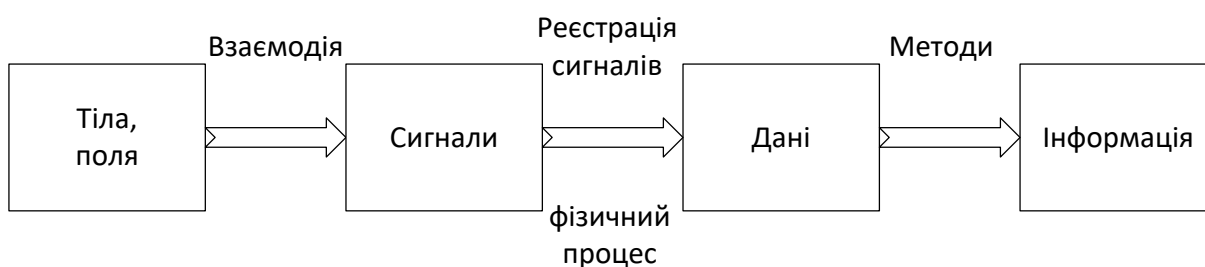 Взаємодія
Реєстрація
сигналів
Методи
Тіла,
поля
Сигнали
Дані
Інформація
фізичний
процес